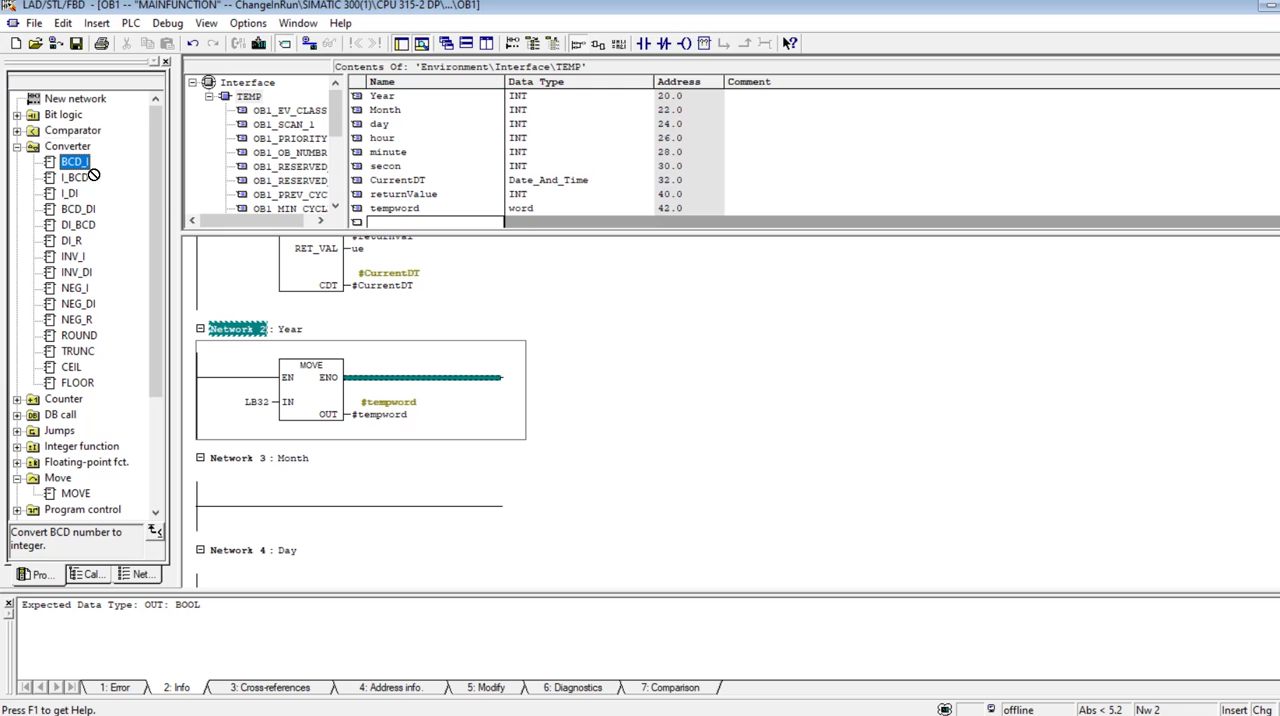 LAD/STL/FBD - [OB1 -- "MAINFUNCTION" -- ChangeInRun\SIMATIC 300(1)\CPU 315-2 DP\...\OB1]
File Edit Insert PLC Debug View Options Window Help
New network
Bit logic
Comparator
Converter
BCD_I
I_BCD
I_DI
BCD_DI
DI_BCD
DI_R
INV_I
INV_DI
NEG_I
NEG_DI
NEG_R
ROUND
TRUNC
CEIL
FLOOR
Counter
DB call
Jumps
Integer function
Floating-point fct.
Move
MOVE
Program control
Convert BCD number to
integer.
Pro... Cal... Net...
Contents Of: 'Environment\Interface\TEMP'
Interface
TEMP
OB1_EV_CLASS
OB1_SCAN_1
OB1_PRIORITY
OB1_OB_NUMBR
OB1_RESERVED_
OB1_RESERVED_
OB1_PREV_CYC
OB1_MIN_CYCL
Name Data Type Address Comment
Year INT 20.0
Month INT 22.0
day INT 24.0
hour INT 26.0
minute INT 28.0
secon INT 30.0
CurrentDT Date_And_Time 32.0
returnValue INT 40.0
tempword word 42.0
#returnVal
RET_VAL ue
#CurrentDT
CDT #CurrentDT
Network 2 : Year
MOVE
EN ENO
LB32 IN #tempword
OUT #tempword
Network 3 : Month
Network 4 : Day
Expected Data Type: OUT: BOOL
1: Error 2: Info 3: Cross-references 4: Address info. 5: Modify 6: Diagnostics 7: Comparison
Press F1 to get Help. offline Abs < 5.2 Nw 2 Insert Chg